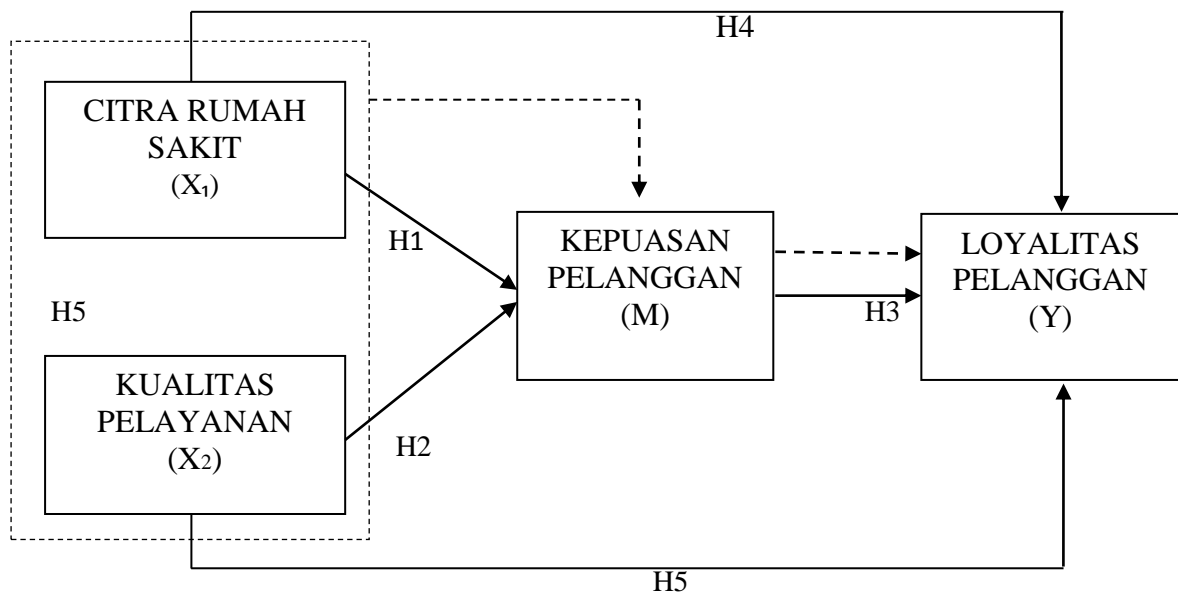 H4
CITRA RUMAH
SAKIT
(X₁)
H1
KEPUASAN
PELANGGAN
(M)
LOYALITAS
PELANGGAN
(Y)
H3
H5
KUALITAS
PELAYANAN
(X₂)
H2
H5